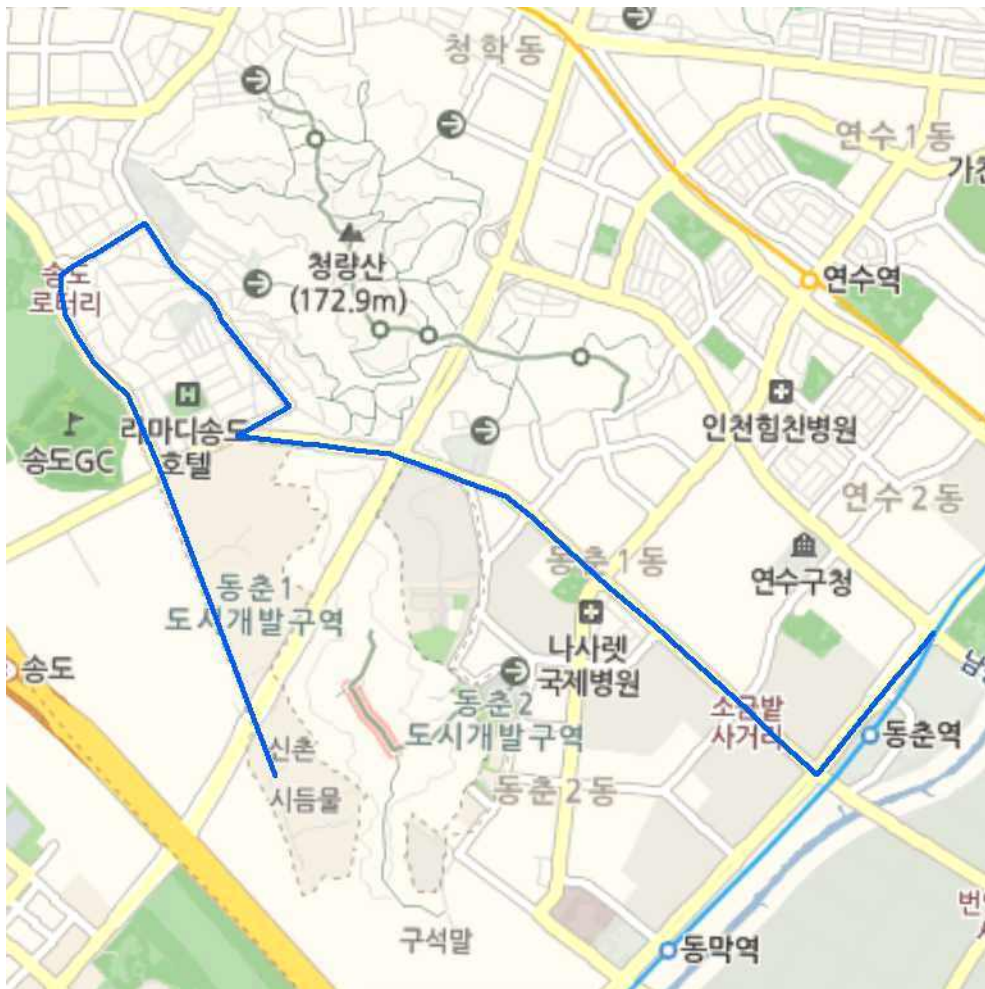 청학동
연수1동
가천
청량산
(172.9m)
연수역
송도
로터리
라마다송도
호텔
송도GC
인천힘찬병원
연수2동
동춘1동
연수구청
동춘1
도시개발구역
나사렛
국제병원
송도
동춘2
도시개발구역
소금밭
사거리
동춘역
신촌
시듬물
동춘2동
구석말
동막역